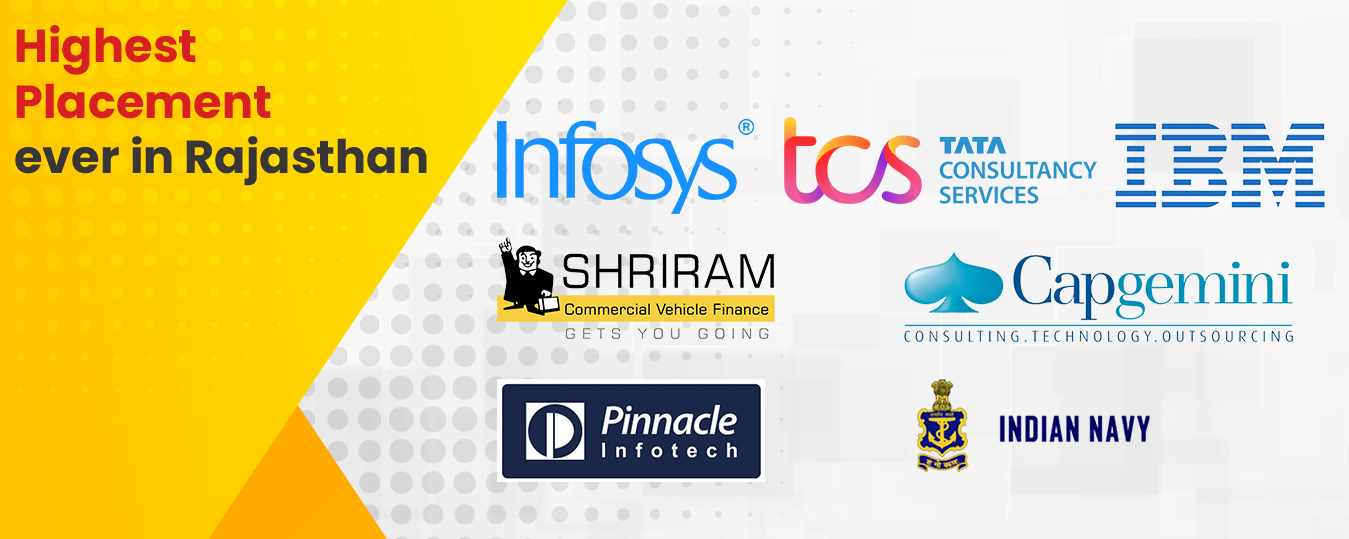 Highest
Placement
ever in Rajasthan
Infosys®
tcs
TATA
CONSULTANCY
SERVICES
IBM
SHRIRAM
Commercial Vehicle Finance
GETS YOU GOING
Capgemini
CONSULTING.TECHNOLOGY.OUTSOURCING
Pinnacle
Infotech
INDIAN NAVY